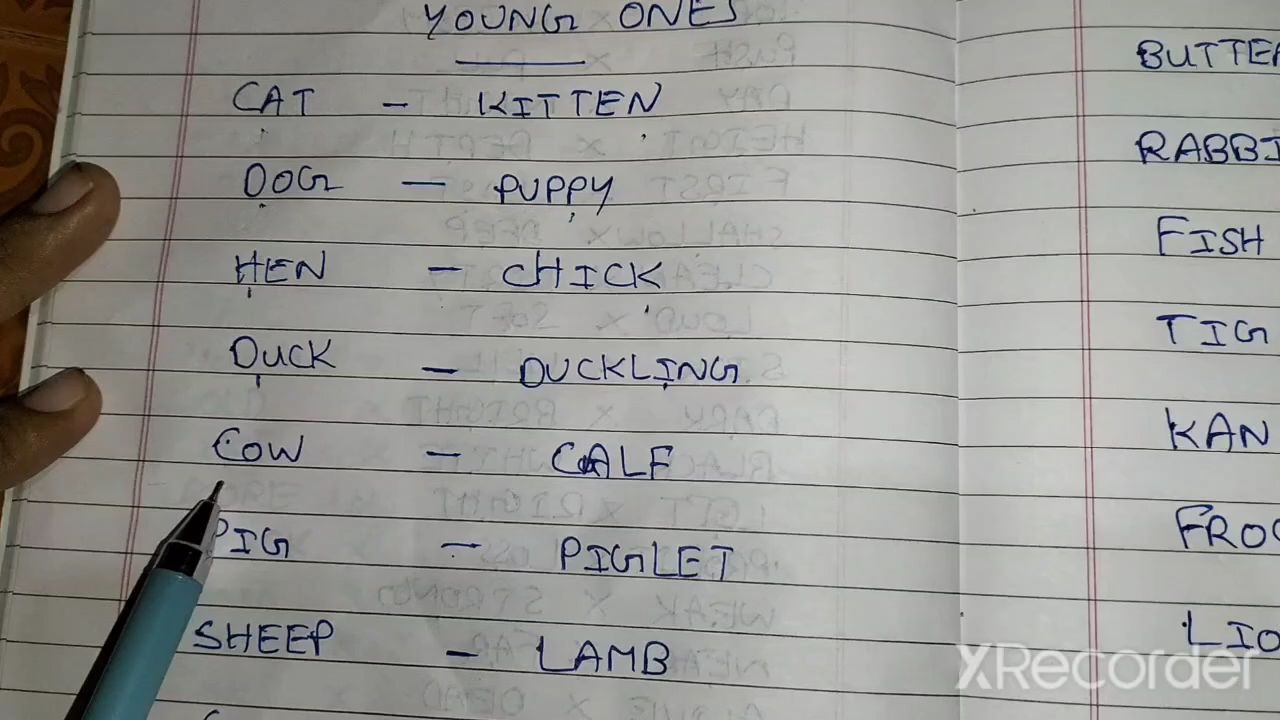 YOUNG ONES
CAT - KITTEN
DOG - PUPPY
HEN - CHICK
DUCK - DUCKLING
COW - CALF
PIG - PIGLET
SHEEP - LAMB
BUTTE
RABBI
FISH
TIG
KAN
FRO
LIO
XRecorder